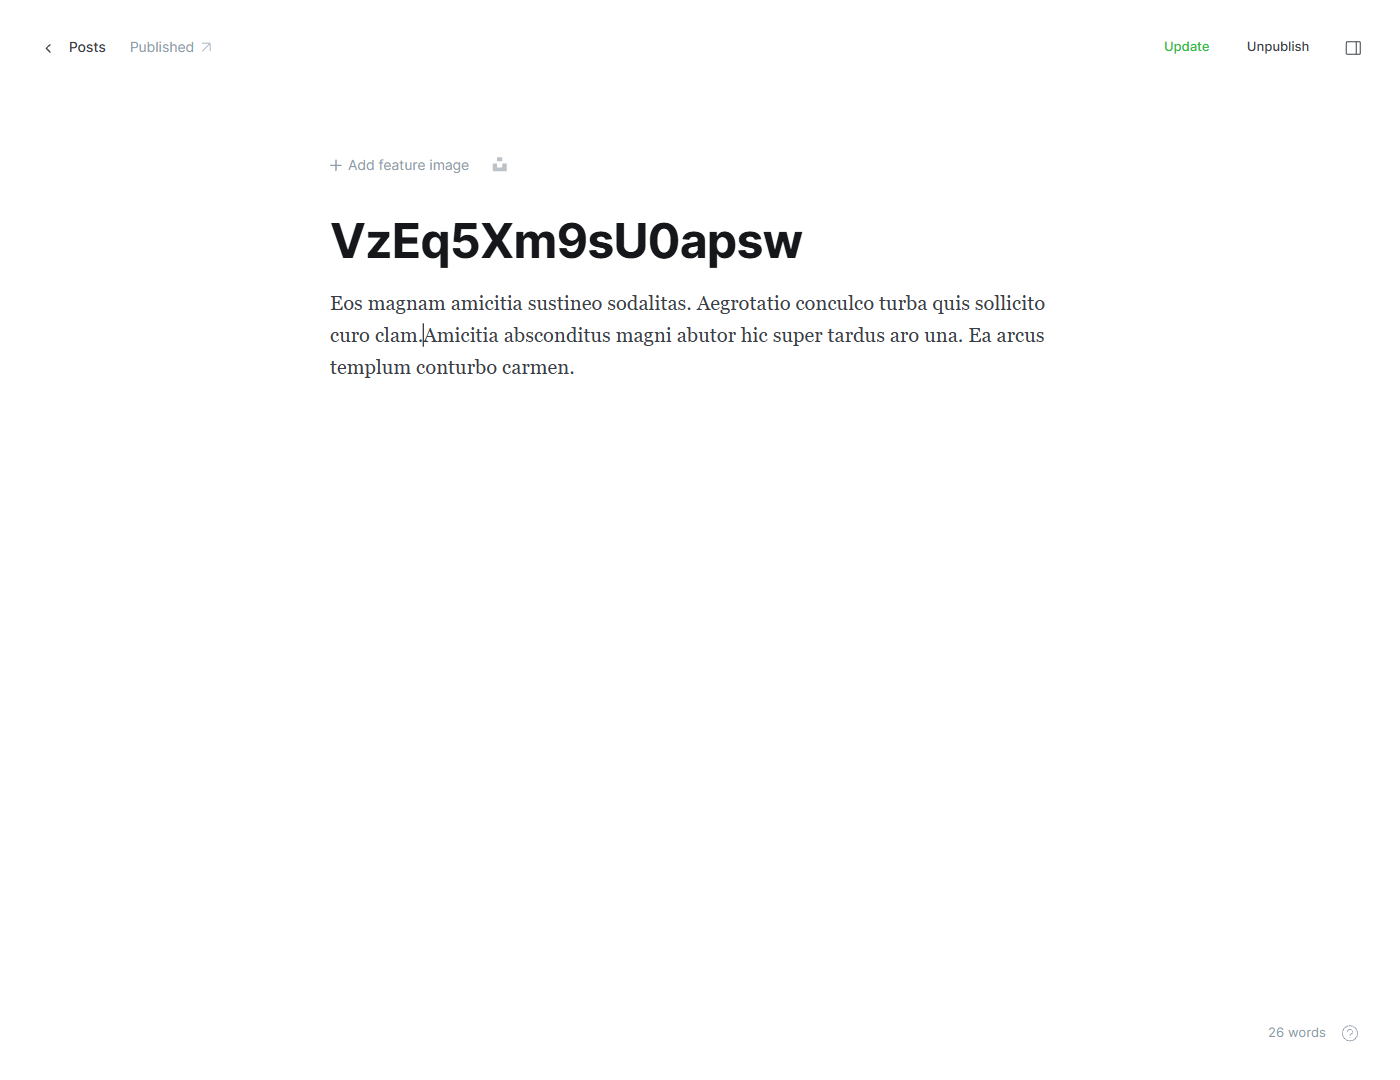 Posts Published Update Unpublish
Add feature image
VzEq5Xm9sU0apsw
Eos magnam amicitia sustineo sodalitas. Aegrotatio conculco turba quis sollicito
curo clam.Amicitia absconditus magni abutor hic super tardus aro una. Ea arcus
templum conturbo carmen.
26 words